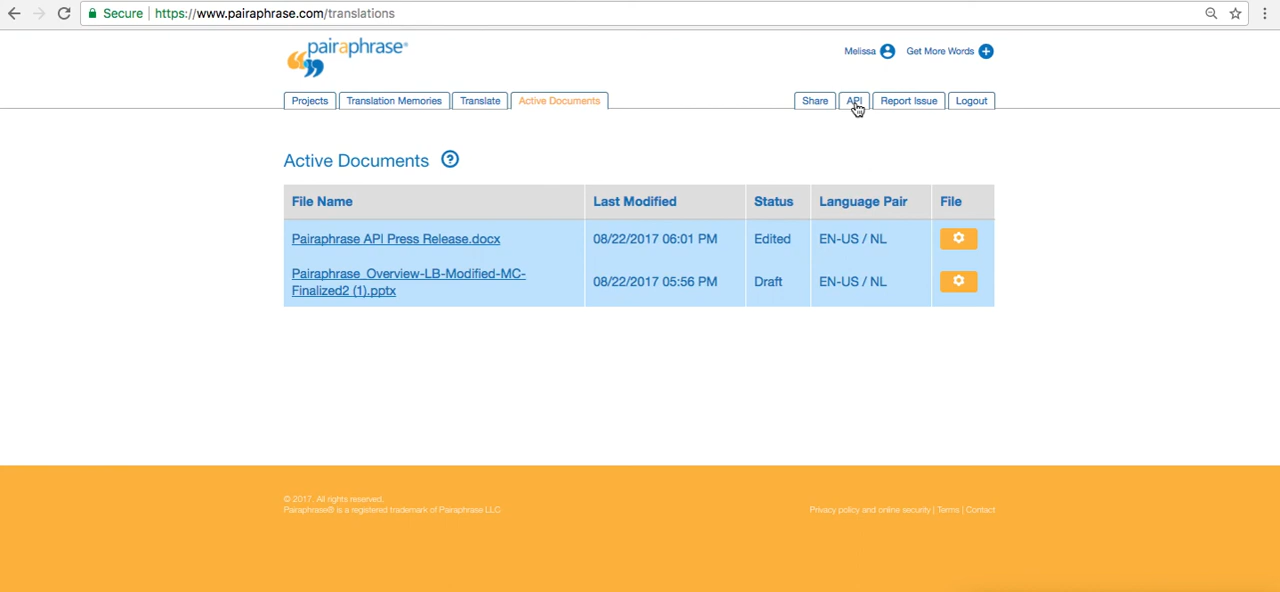 Secure | https://www.pairaphrase.com/translations
pairaphrase®
Melissa Get More Words
Projects Translation Memories Translate Active Documents Share API Report Issue Logout
Active Documents ?
File Name Last Modified Status Language Pair File
Pairaphrase API Press Release.docx 08/22/2017 06:01 PM Edited EN-US / NL
Pairaphrase_Overview-LB-Modified-MC-
Finalized2 (1).pptx 08/22/2017 05:56 PM Draft EN-US / NL
© 2017. All rights reserved.
Pairaphrase® is a registered trademark of Pairaphrase LLC
Privacy policy and online security | Terms | Contact